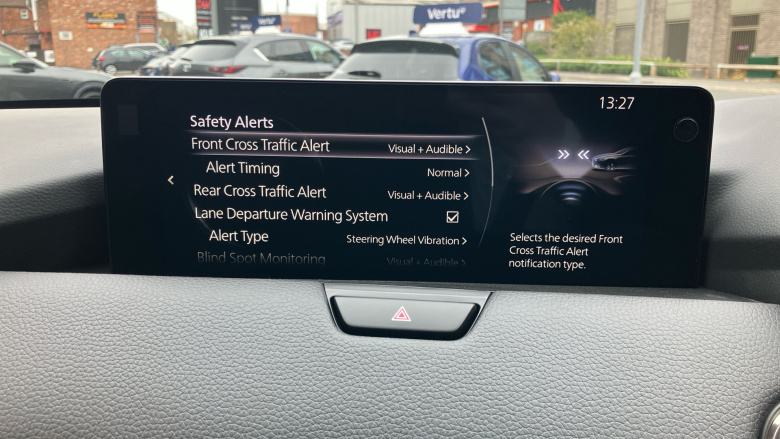 Vertu
Vertu
13:27
Safety Alerts
Front Cross Traffic Alert Visual + Audible >
Alert Timing Normal >
Rear Cross Traffic Alert Visual + Audible >
Lane Departure Warning System
Alert Type Steering Wheel Vibration >
Blind Spot Monitoring Visual + Audible >
Selects the desired Front
Cross Traffic Alert
notification type.